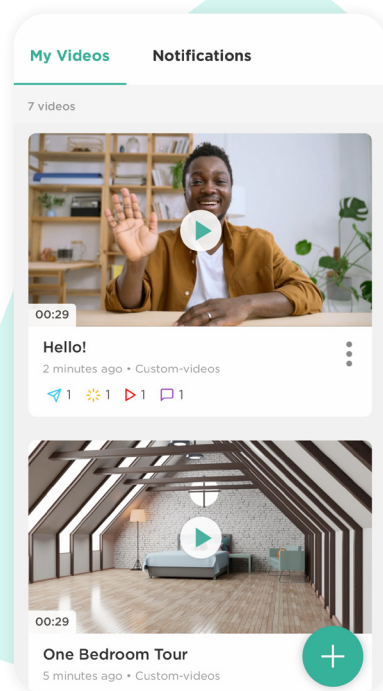 My Videos Notifications
7 videos
00:29
Hello!
2 minutes ago • Custom-videos
1 1 1 1
00:29
One Bedroom Tour
5 minutes ago • Custom-videos